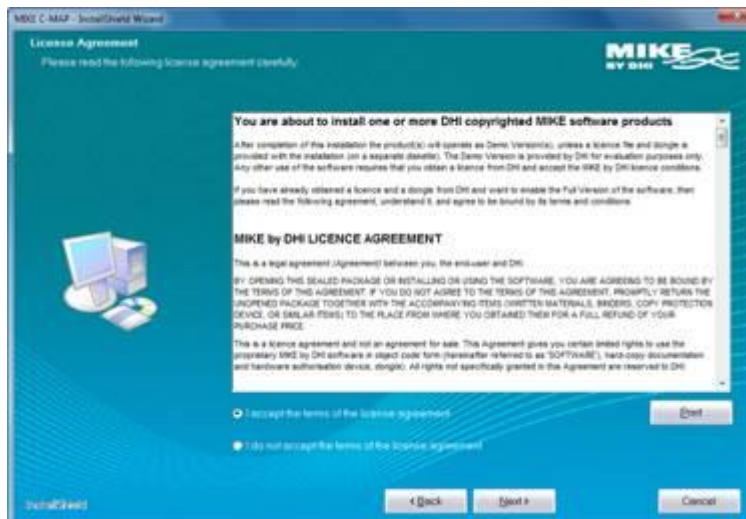 MIKE C-MAP - InstallShield Wizard
License Agreement
Please read the following license agreement carefully.
MIKE
BY DHI
You are about to install one or more DHI copyrighted MIKE software products
After completion of this installation the product(s) will operate as Demo Version(s), unless a licence file and dongle is
provided with the installation (on a separate diskette). The Demo Version is provided by DHI for evaluation purposes only.
Any other use of the software requires that you obtain a licence from DHI and accept the MIKE by DHI licence conditions.
If you have already obtained a licence and a dongle from DHI and want to enable the Full Version of the software, then
please read the following agreement, understand it, and agree to be bound by its terms and conditions.
MIKE by DHI LICENCE AGREEMENT
This is a legal agreement (Agreement) between you, the end-user and DHI.
BY OPENING THIS SEALED PACKAGE OR INSTALLING OR USING THE SOFTWARE, YOU ARE AGREEING TO BE BOUND BY
THE TERMS OF THIS AGREEMENT. IF YOU DO NOT AGREE TO THE TERMS OF THIS AGREEMENT, PROMPTLY RETURN THE
UNOPENED PACKAGE TOGETHER WITH THE ACCOMPANYING ITEMS (WRITTEN MATERIALS, BINDERS, COPY PROTECTION
DEVICE, OR SIMILAR ITEMS) TO THE PLACE FROM WHERE YOU OBTAINED THEM FOR A FULL REFUND OF YOUR
PURCHASE PRICE.
This is a licence agreement and not an agreement for sale. This Agreement gives you certain limited rights to use the
proprietary MIKE by DHI software in object code form (hereinafter referred to as 'SOFTWARE'), hard-copy documentation
and hardware authorisation device, dongle). All rights not specifically granted in this Agreement are reserved to DHI.
I accept the terms of the license agreement
Print
I do not accept the terms of the license agreement
InstallShield
< Back
Next >
Cancel